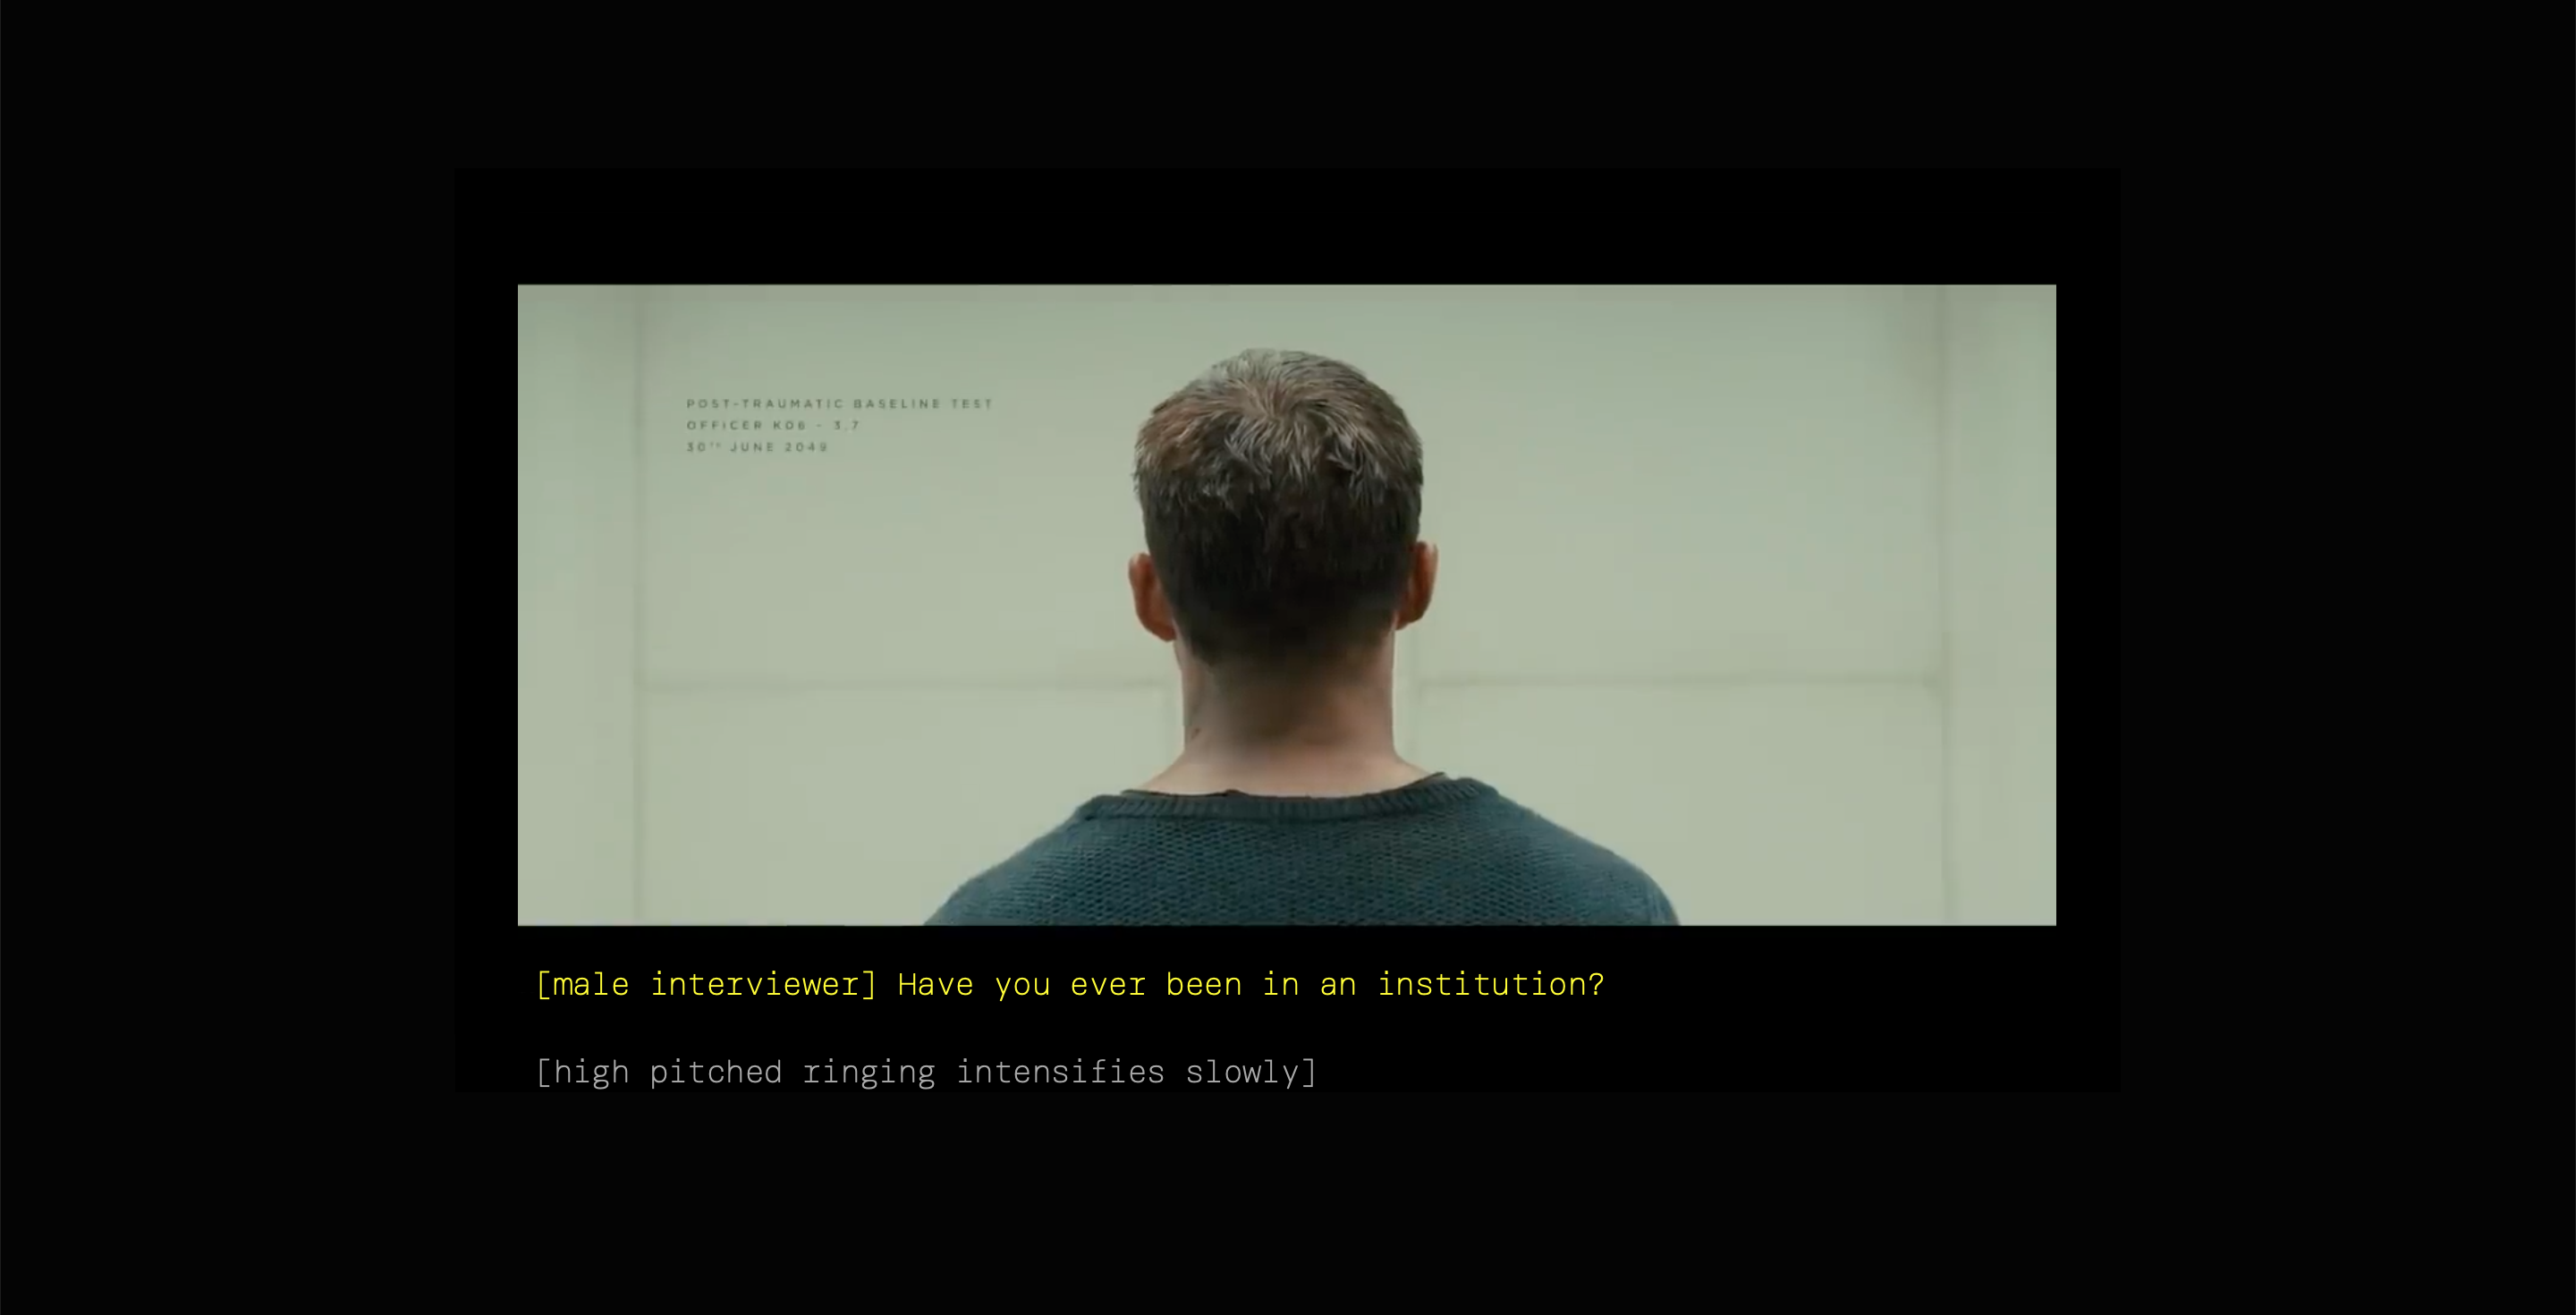 POST-TRAUMATIC BASELINE TEST
OFFICER KD6 - 3.7
30TH JUNE 2049
[male interviewer] Have you ever been in an institution?
[high pitched ringing intensifies slowly]